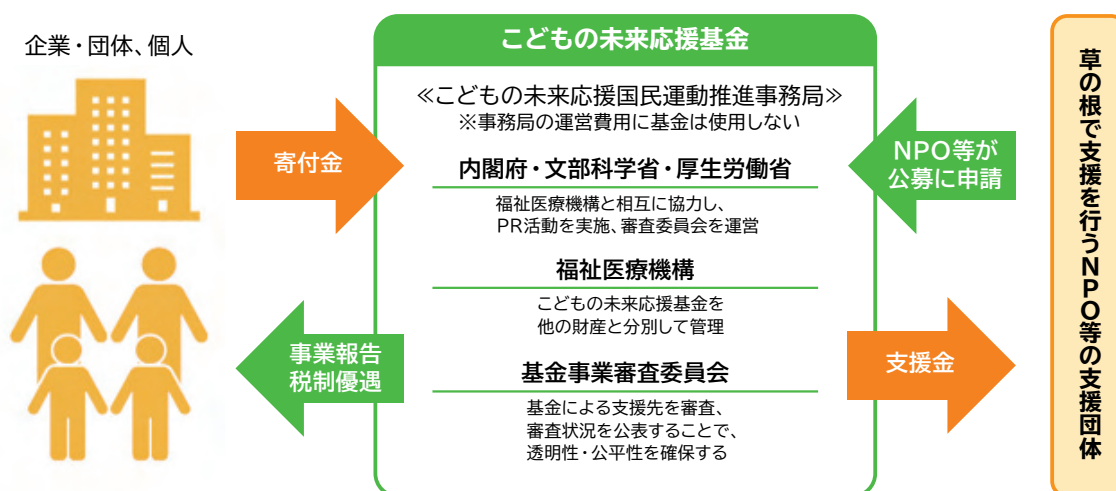 企業・団体、個人
寄付金
事業報告
税制優遇
こどもの未来応援基金
≪こどもの未来応援国民運動推進事務局≫
※事務局の運営費用に基金は使用しない
内閣府・文部科学省・厚生労働省
福祉医療機構と相互に協力し、
PR活動を実施、審査委員会を運営
福祉医療機構
こどもの未来応援基金を
他の財産と分別して管理
基金事業審査委員会
基金による支援先を審査、
審査状況を公表することで、
透明性・公平性を確保する
NPO等が
公募に申請
支援金
草の根で支援を行うNPO等の支援団体